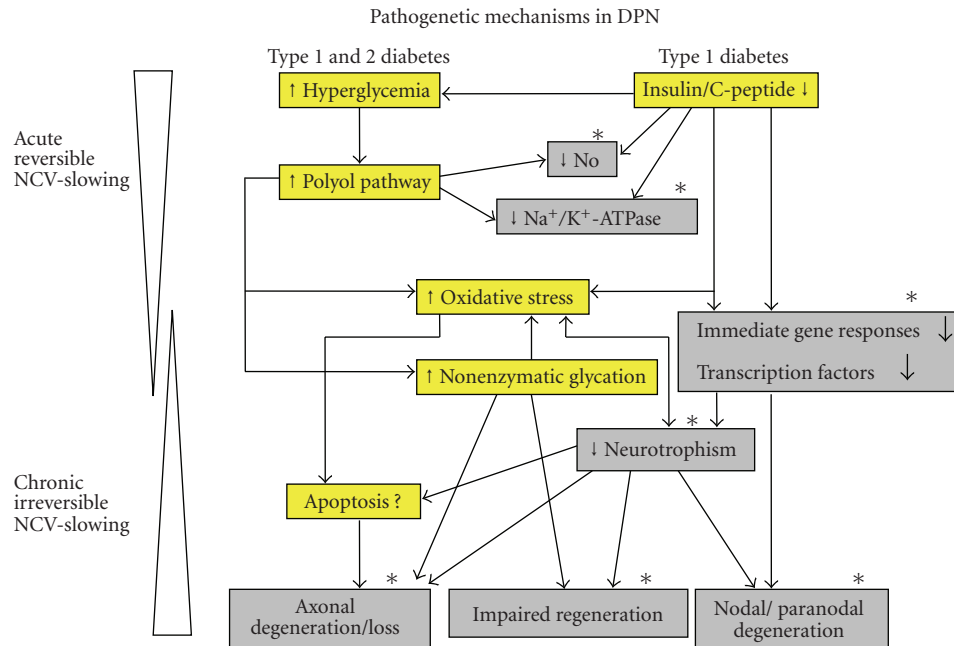 Pathogenetic mechanisms in DPN
Type 1 and 2 diabetes
Type 1 diabetes
↑ Hyperglycemia
Insulin/C-peptide ↓
Acute
reversible
NCV-slowing
*
↓ No
↑ Polyol pathway
*
↓ Na⁺/K⁺-ATPase
↑ Oxidative stress
*
Immediate gene responses ↓
Transcription factors ↓
↑ Nonenzymatic glycation
*
↓ Neurotrophism
Chronic
irreversible
NCV-slowing
Apoptosis ?
*
Axonal
degeneration/loss
*
Impaired regeneration
*
Nodal/ paranodal
degeneration